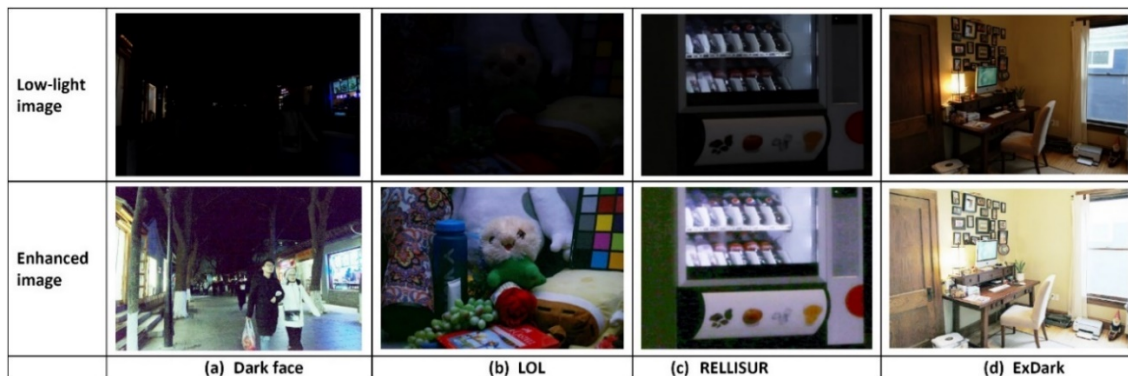 Low-light
image
Enhanced
image
(a) Dark face
(b) LOL
(c) RELLISUR
(d) ExDark